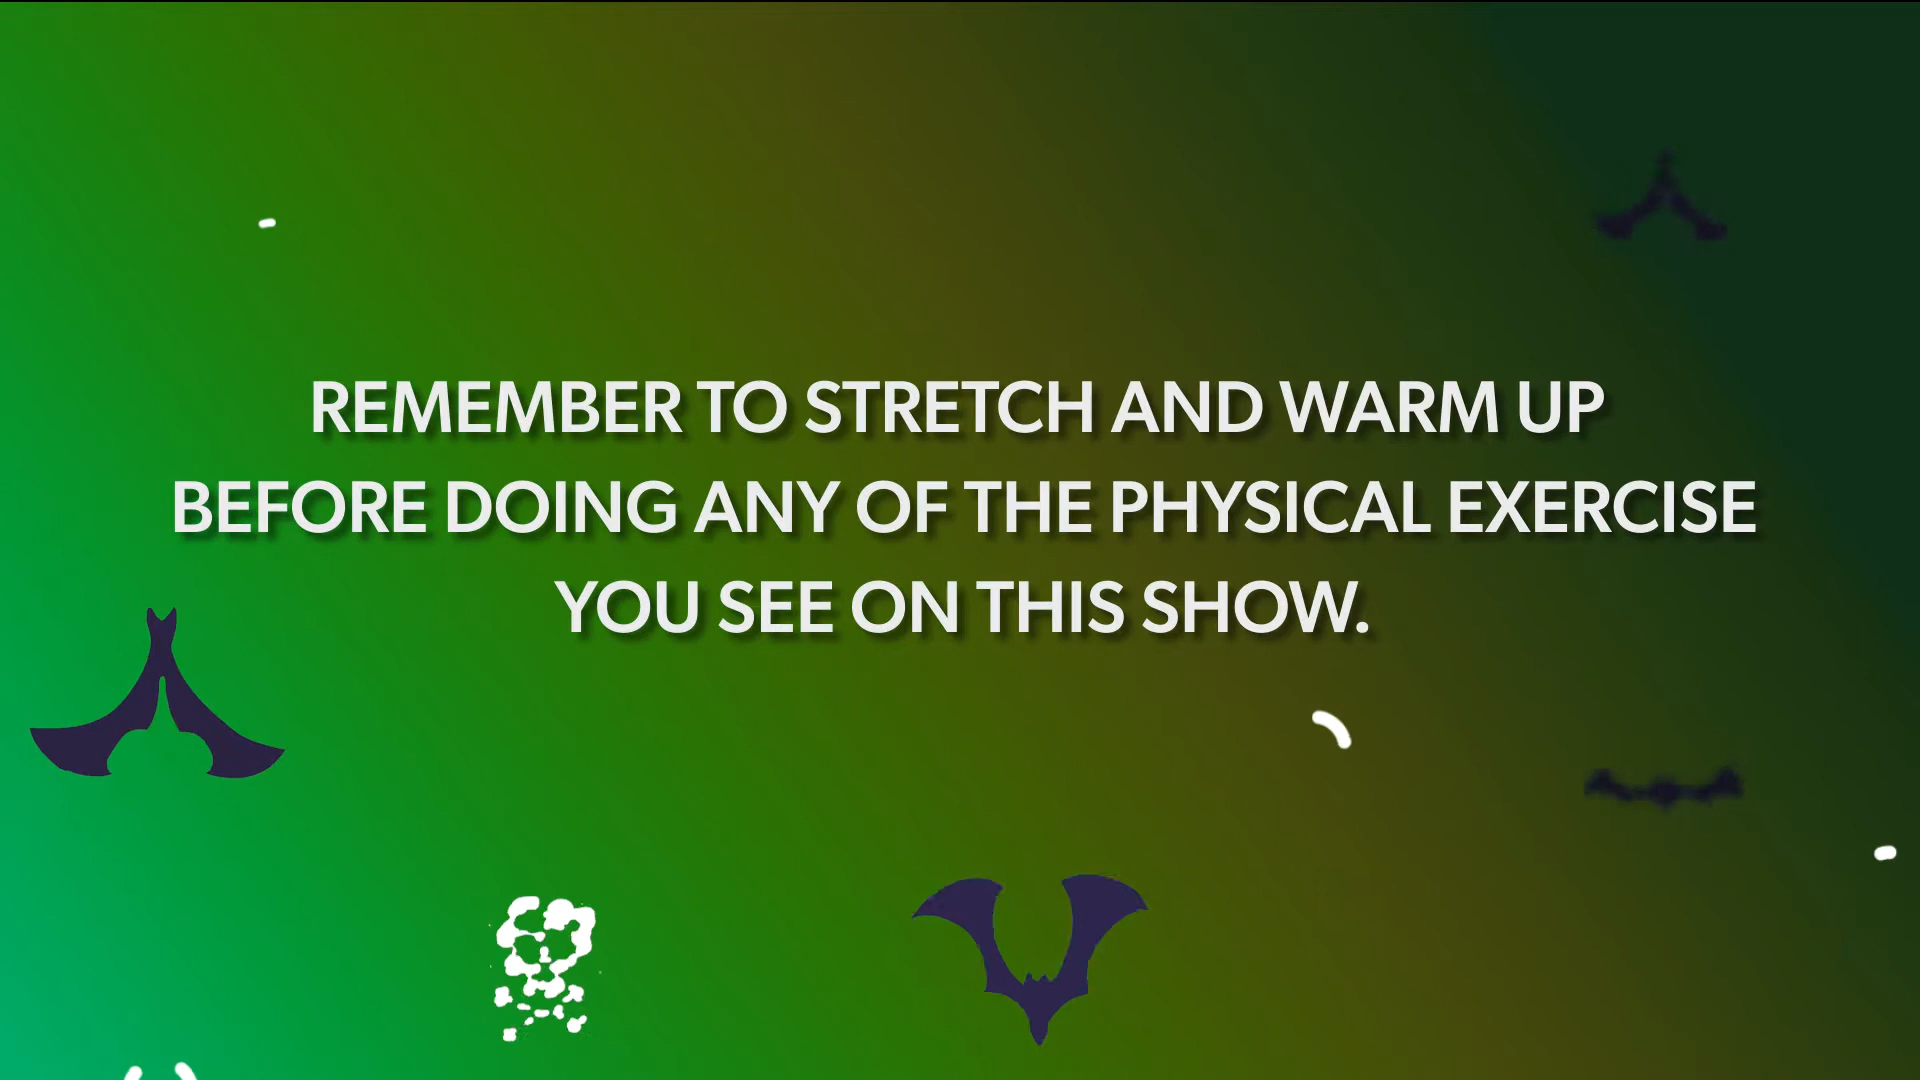 REMEMBER TO STRETCH AND WARM UP
BEFORE DOING ANY OF THE PHYSICAL EXERCISE
YOU SEE ON THIS SHOW.